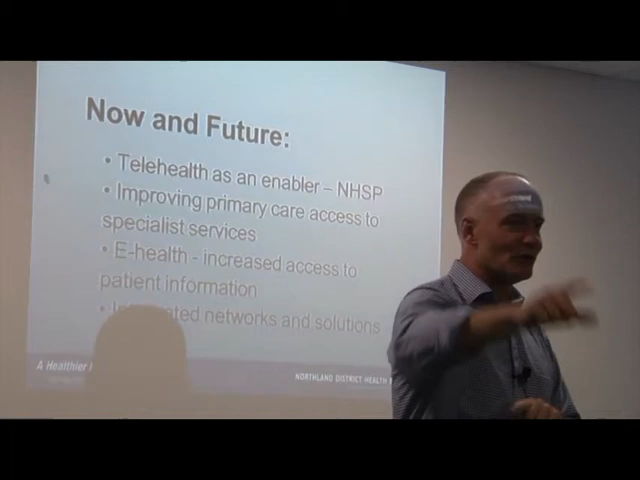 Now and Future:
• Telehealth as an enabler – NHSP
• Improving primary care access to
specialist services
• E-health - increased access to
patient information
• networks and solutions
A Healthier
NORTHLAND DISTRICT HEALTH